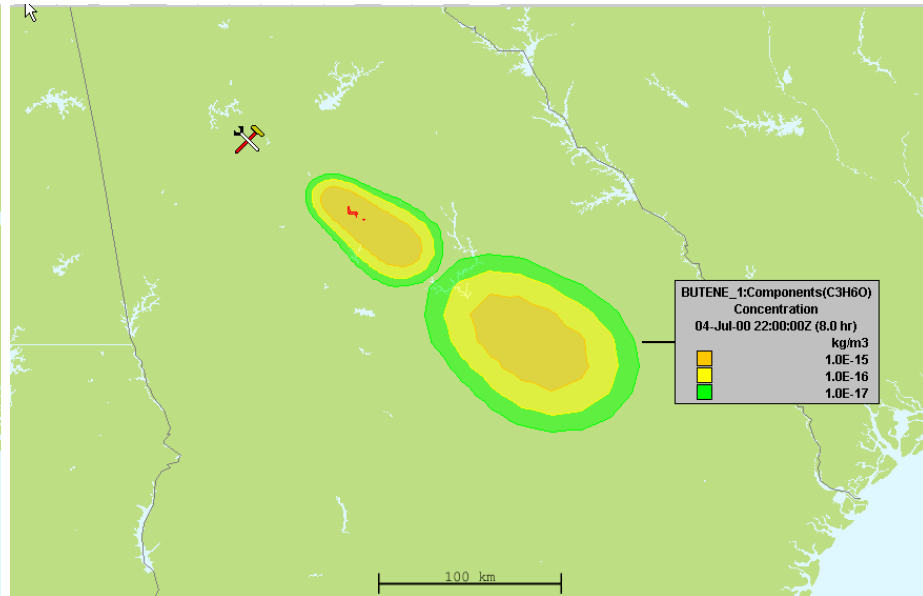 BUTENE_1:Components(C3H6O)
Concentration
04-Jul-00 22:00:00Z (8.0 hr)
kg/m3
1.0E-15
1.0E-16
1.0E-17
100 km